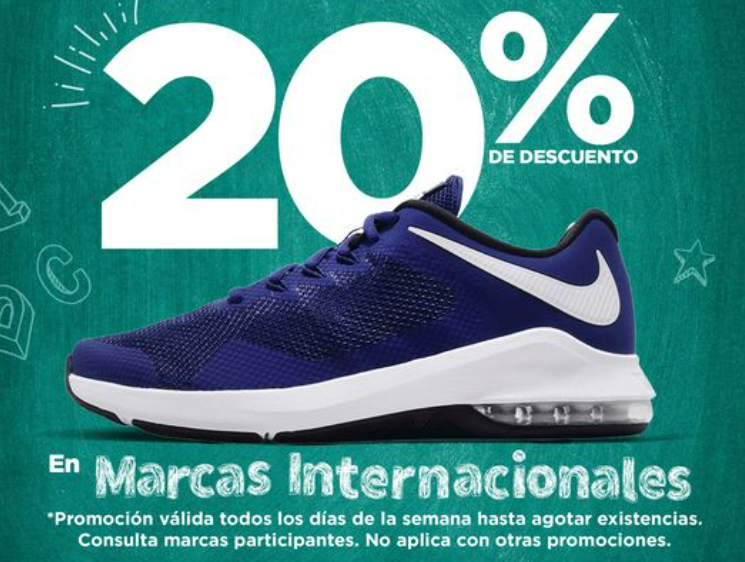 20%
DE DESCUENTO
En Marcas Internacionales
*Promoción válida todos los días de la semana hasta agotar existencias.
Consulta marcas participantes. No aplica con otras promociones.